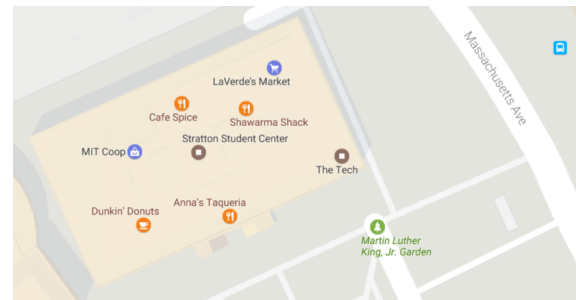 LaVerde's Market
Cafe Spice
Shawarma Shack
Stratton Student Center
MIT Coop
The Tech
Anna's Taqueria
Dunkin' Donuts
Massachusetts Ave
Martin Luther
King, Jr. Garden